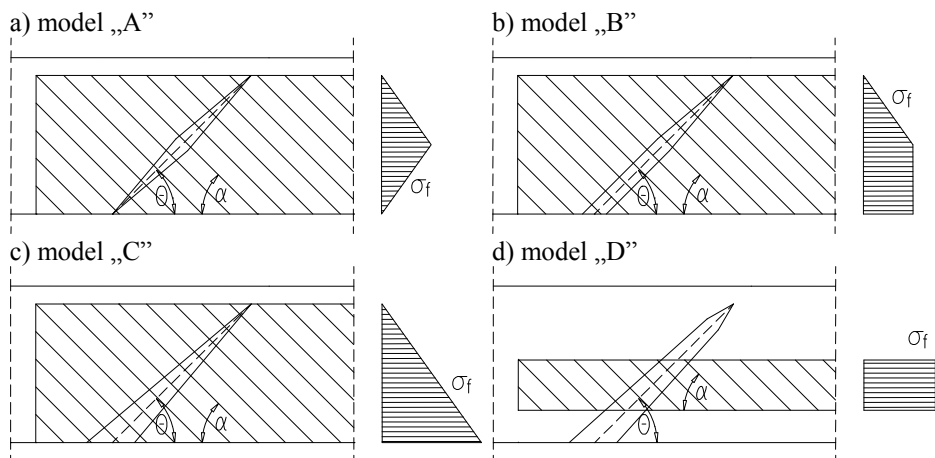 a) model „A”
b) model „B”
σf
σf
Θ α
Θ α
c) model „C”
d) model „D”
σf
σf
Θ α
Θ α